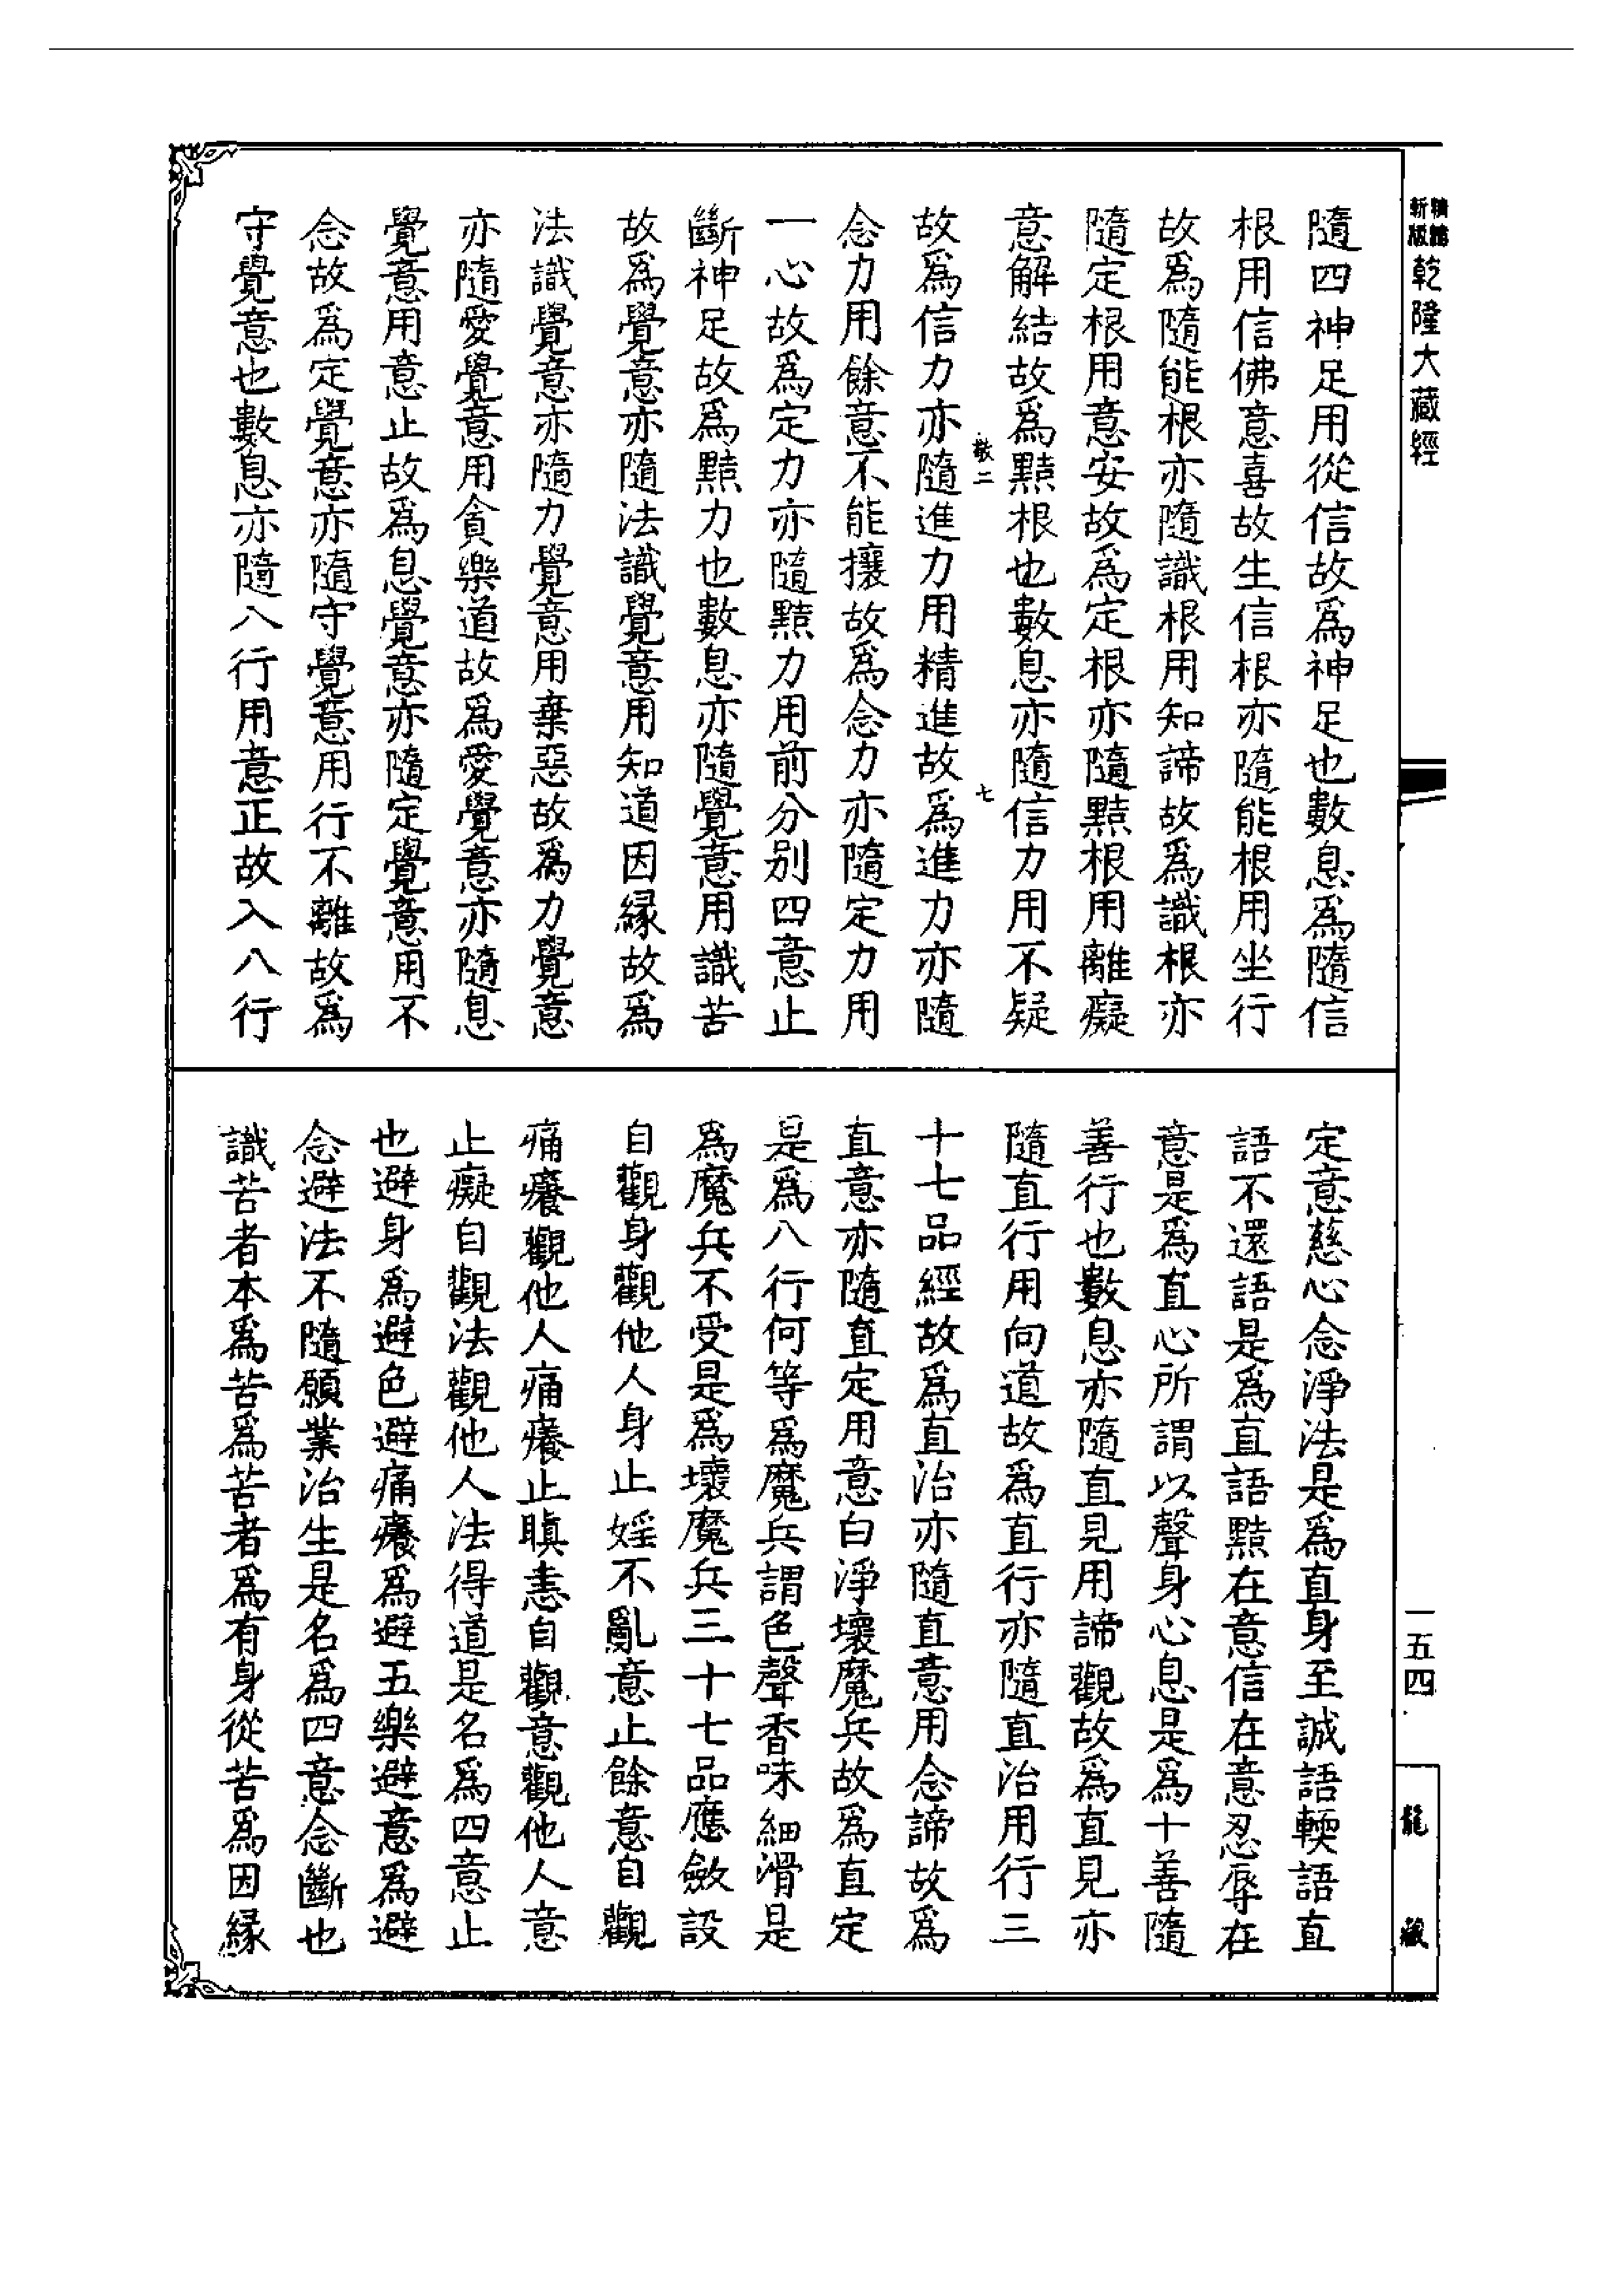 新版
精縮
乾隆大藏經
隨四神足用從信故爲神足也數息爲隨信
根用信佛意喜故生信根亦隨能根用坐行
故爲隨能根亦隨識根用知諦故爲識根亦
隨定根用意安故爲定根亦隨黠根用離癡
意解結故爲黠根也數息亦隨信力用不疑
敬二
七
故爲信力亦隨進力用精進故爲進力亦隨
念力用餘意不能攘故爲念力亦隨定力用
一心故爲定力亦隨黠力用前分别四意止
斷神足故爲黠力也數息亦隨覺意用識苦
故爲覺意亦隨法識覺意用知道因緣故爲
法識覺意亦隨力覺意用棄惡故爲力覺意
亦隨愛覺意用貪樂道故爲愛覺意亦隨息
覺意用意止故爲息覺意亦隨定覺意用不
念故爲定覺意亦隨守覺意用行不離故爲
守覺意也數息亦隨八行用意正故入八行
定意慈心念淨法是爲直身至誠語輭語直
語不還語是爲直語黠在意信在意忍辱在
意是爲直心所謂以聲身心息是爲十善隨
善行也數息亦隨直見用諦觀故爲直見亦
隨直行用向道故爲直行亦隨直治用行三
十七品經故爲直治亦隨直意用念諦故爲
直意亦隨直定用意白淨壞魔兵故爲直定
是爲八行何等爲魔兵謂色聲香味細滑是
爲魔兵不受是爲壞魔兵三十七品應斂設
自觀身觀他人身止婬不亂意止餘意自觀
痛癢觀他人痛癢止瞋恚自觀意觀他人意
止癡自觀法觀他人法得道是名爲四意止
也避身爲避色避痛癢爲避五樂避意爲避
念避法不隨願業治生是名爲四意念斷也
識苦者本爲苦爲苦者爲有身從苦爲因緣
一五四
龍藏